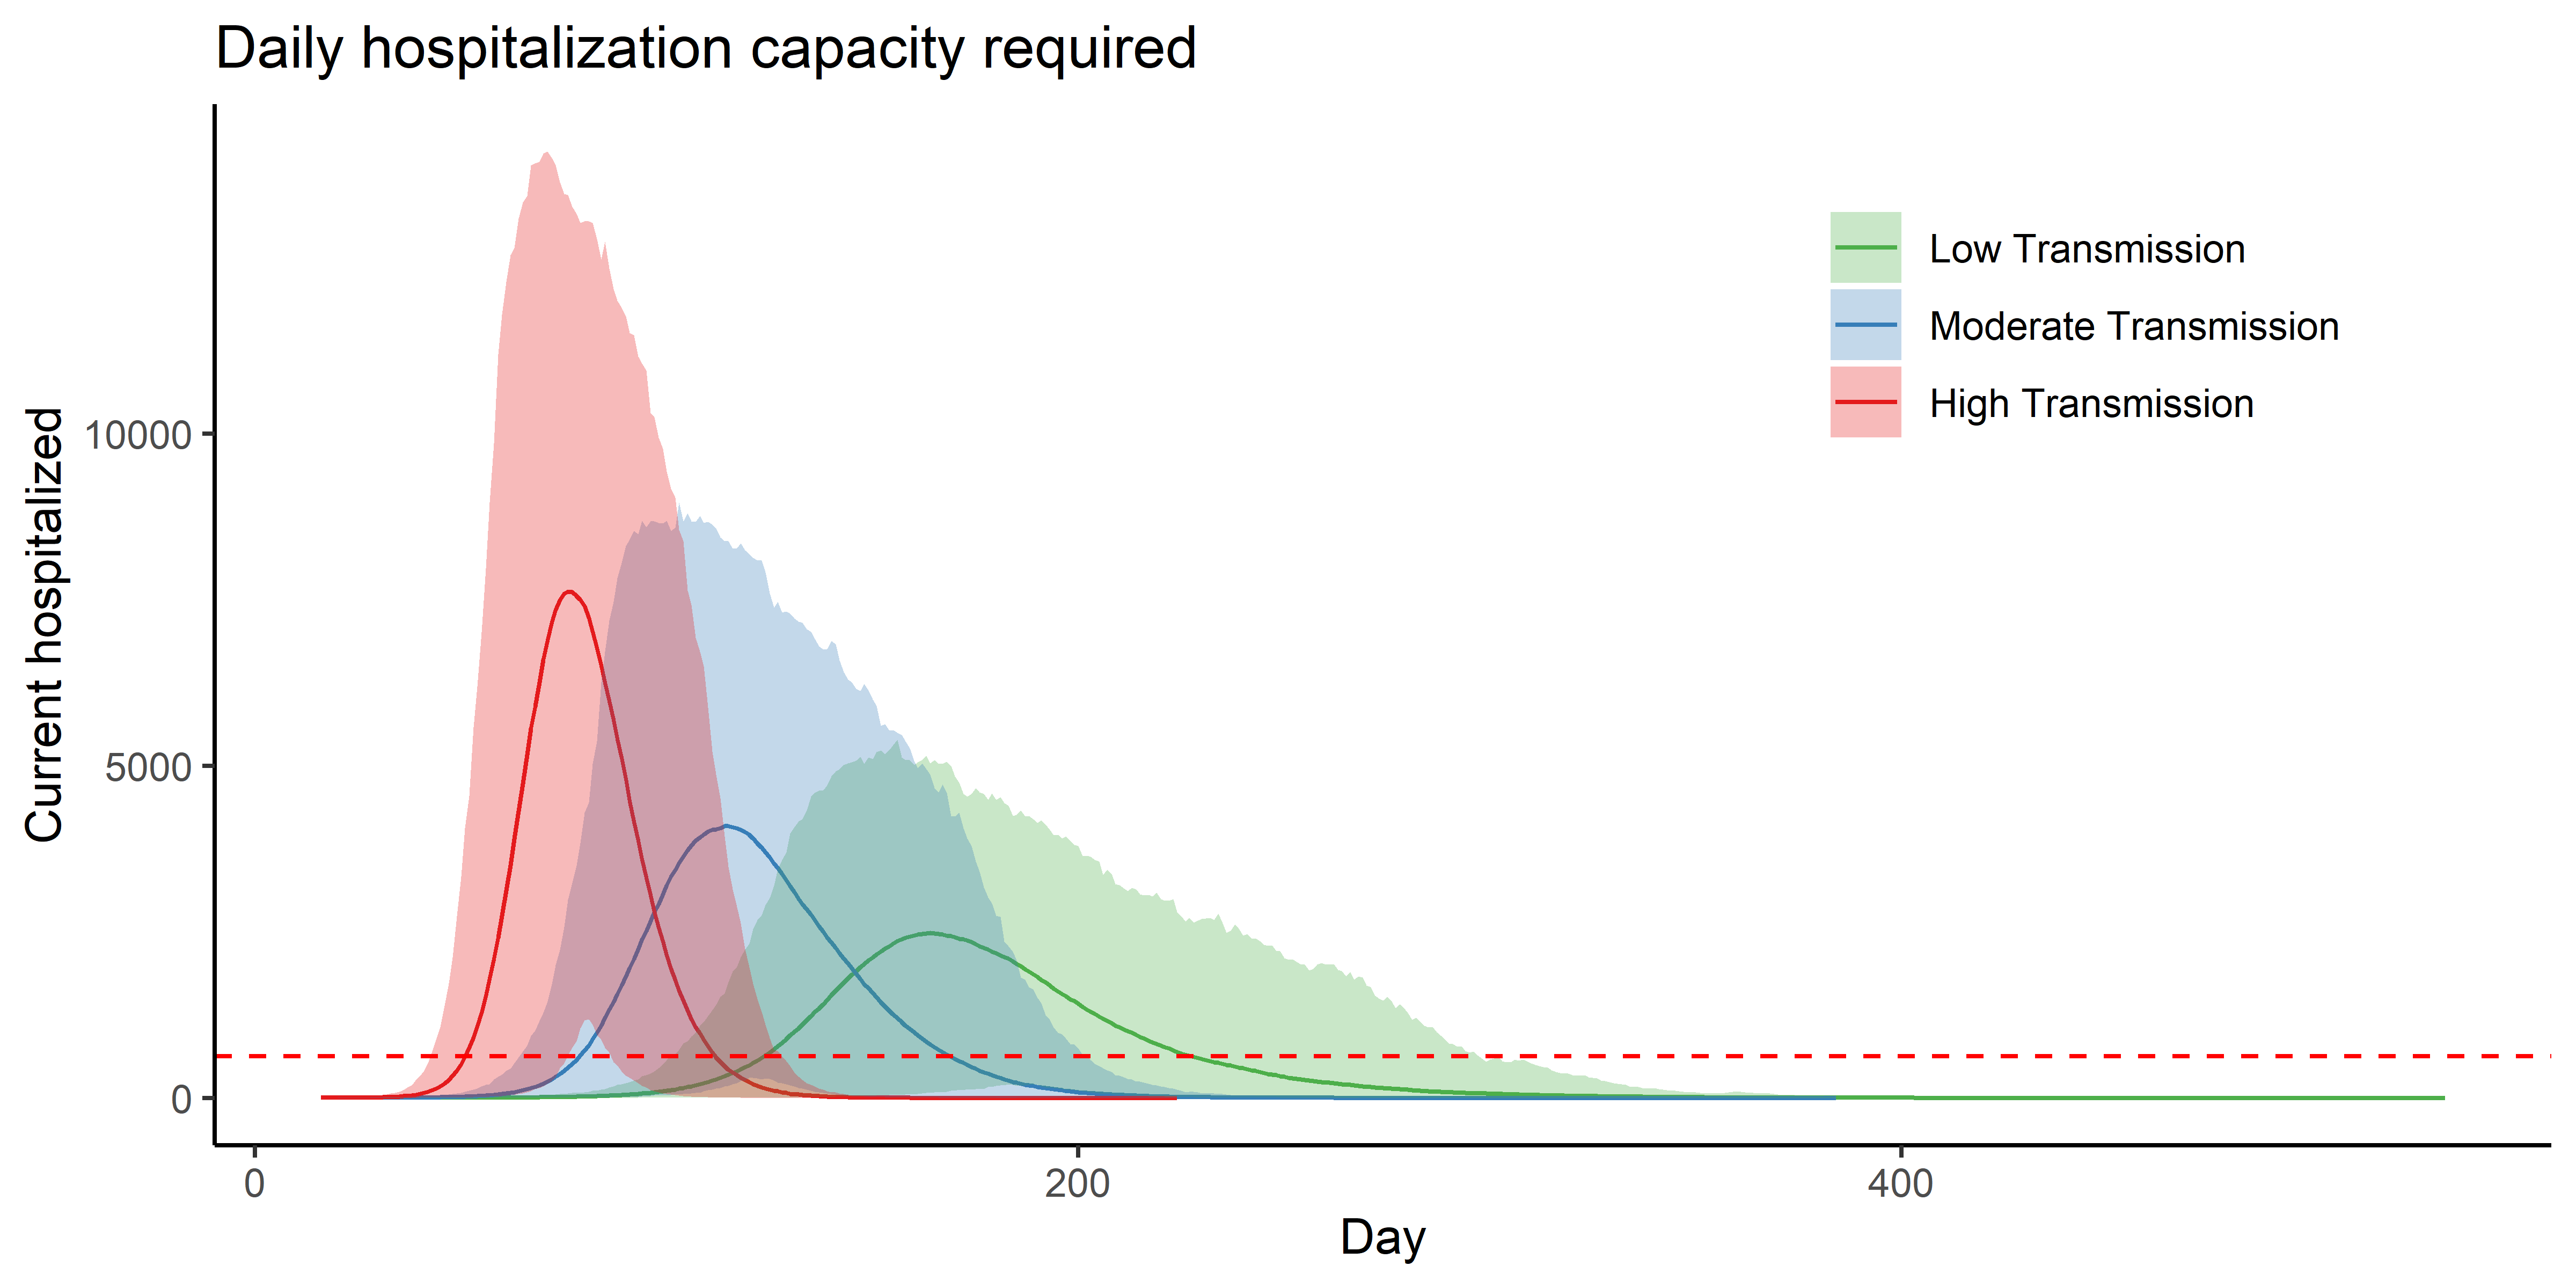 Daily hospitalization capacity required
Current hospitalized
10000
5000
0
0
200
400
Day
Low Transmission
Moderate Transmission
High Transmission